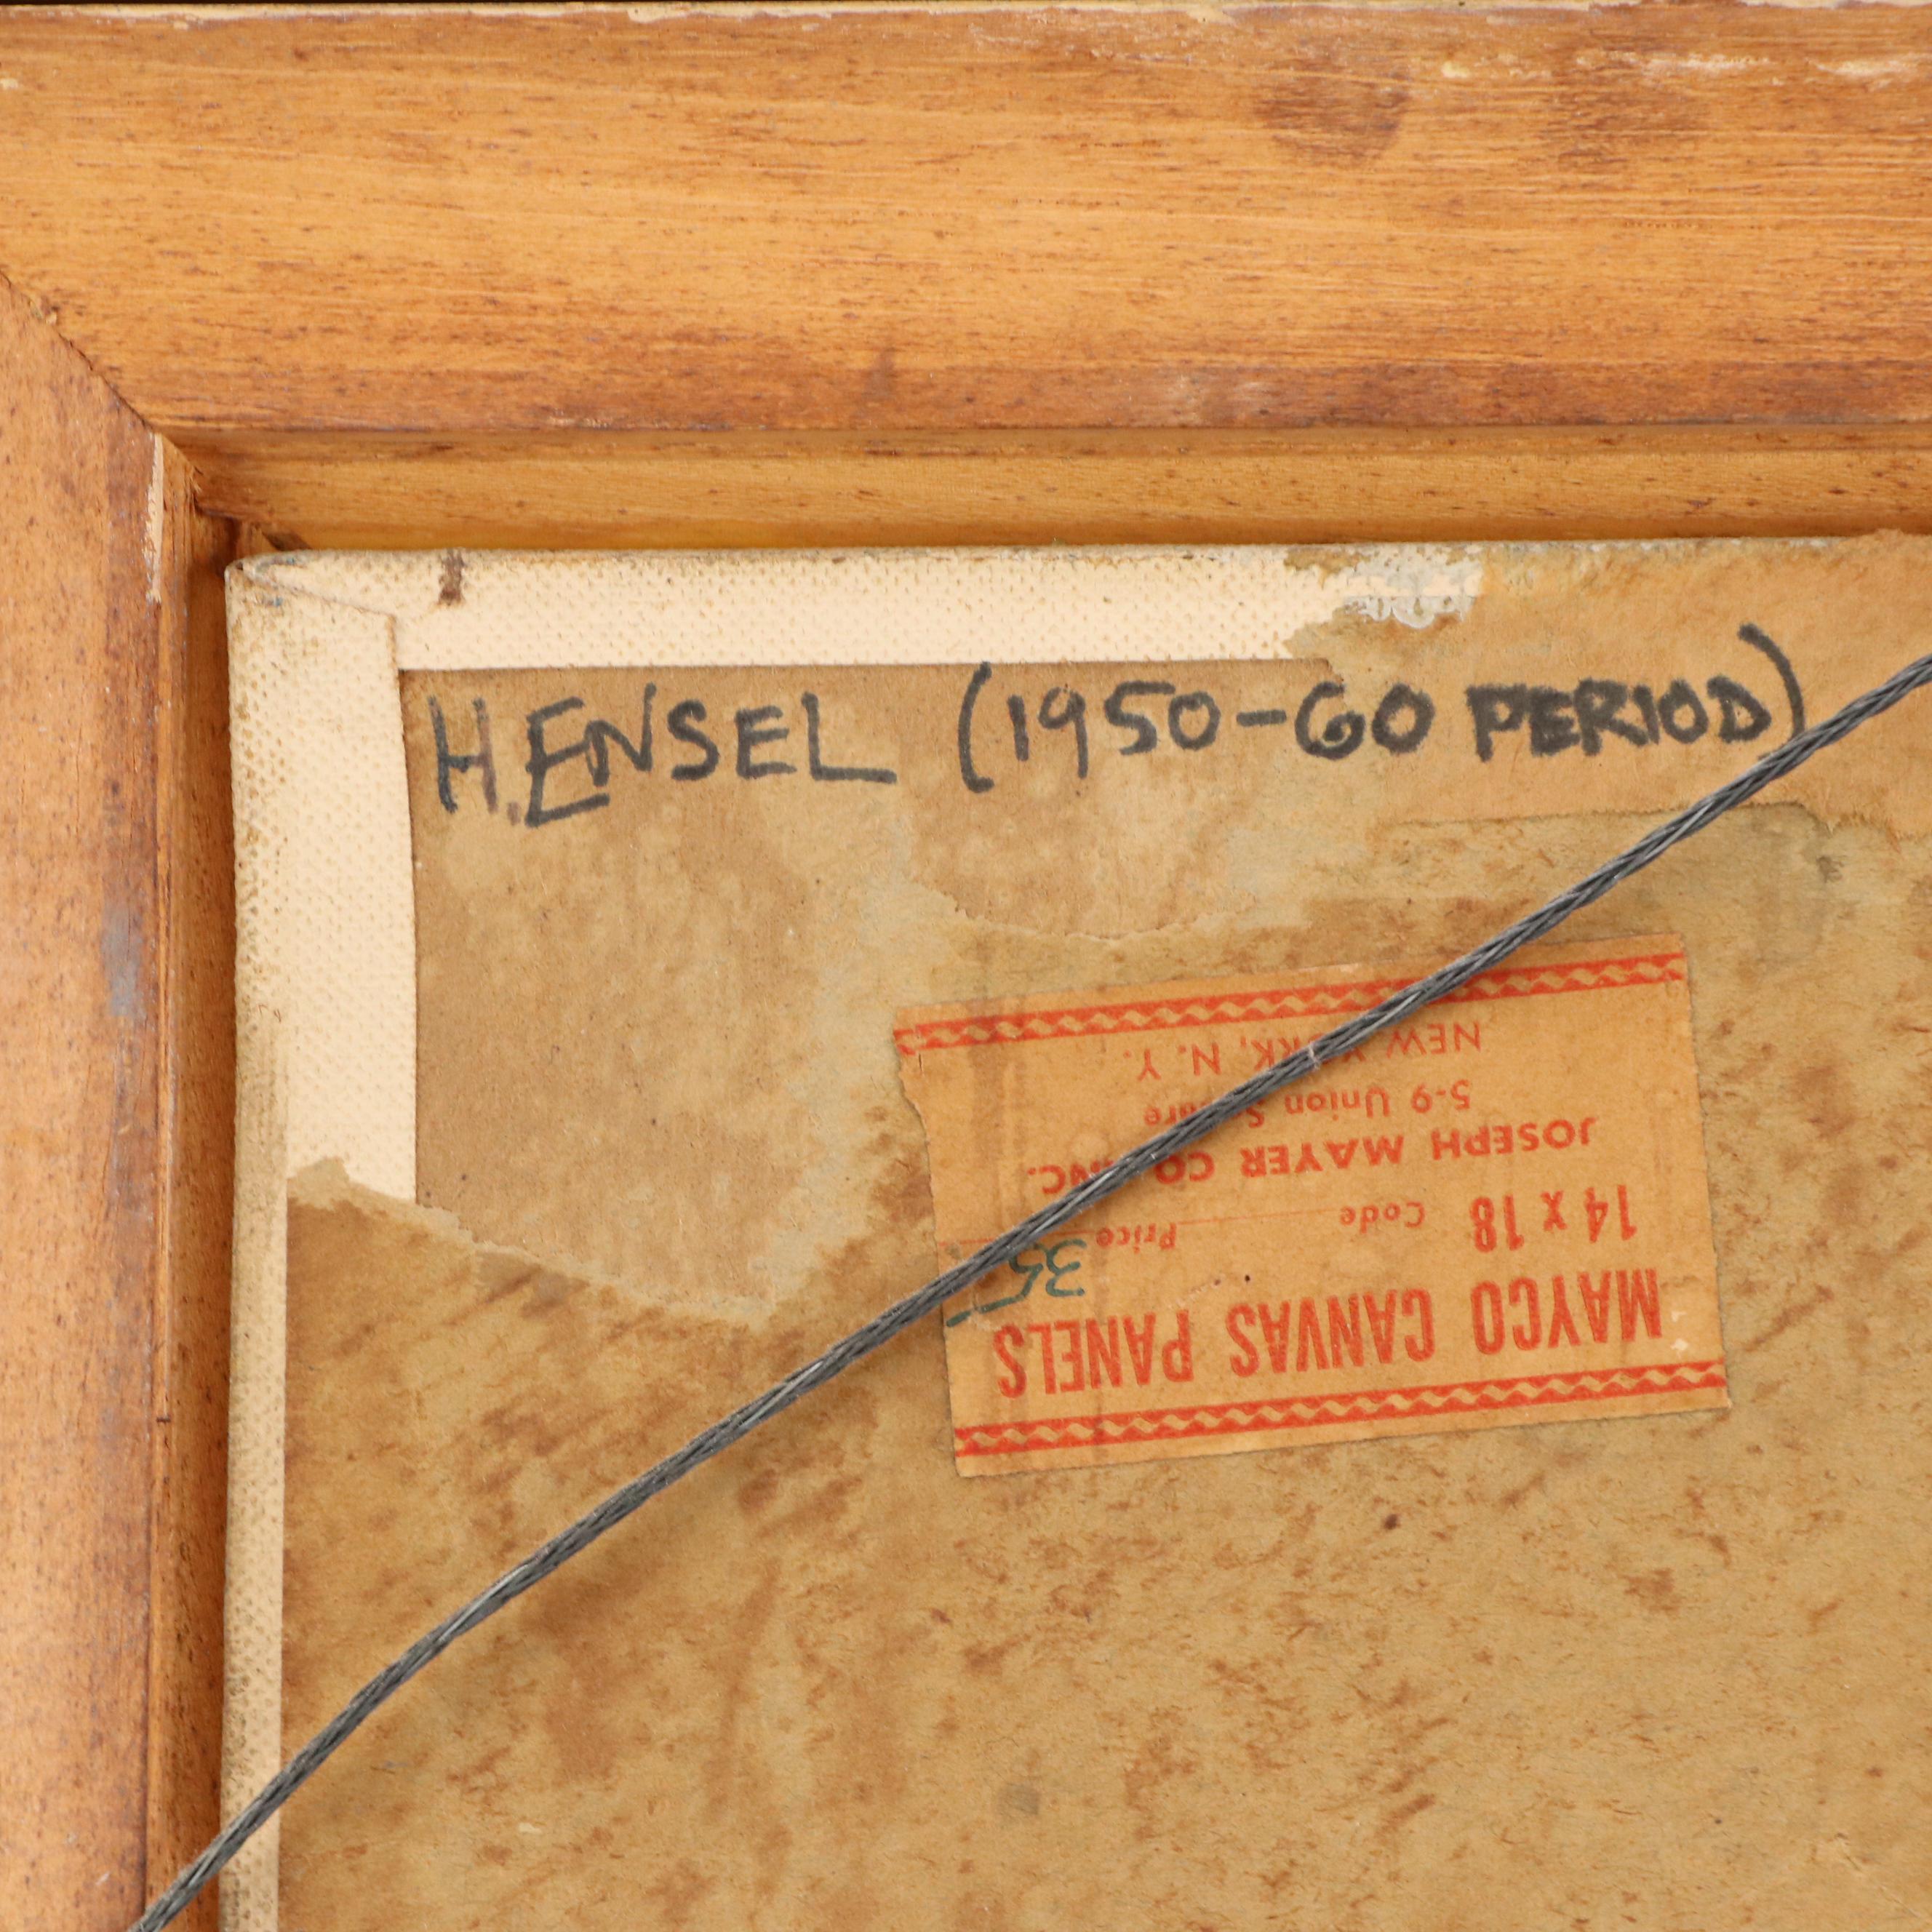 H. ENSEL (1950-60 PERIOD)
MAYCO CANVAS PANELS
14 x 18 Code Price 35
JOSEPH MAYER CO. INC.
5-9 Union Square
NEW YORK, N. Y.